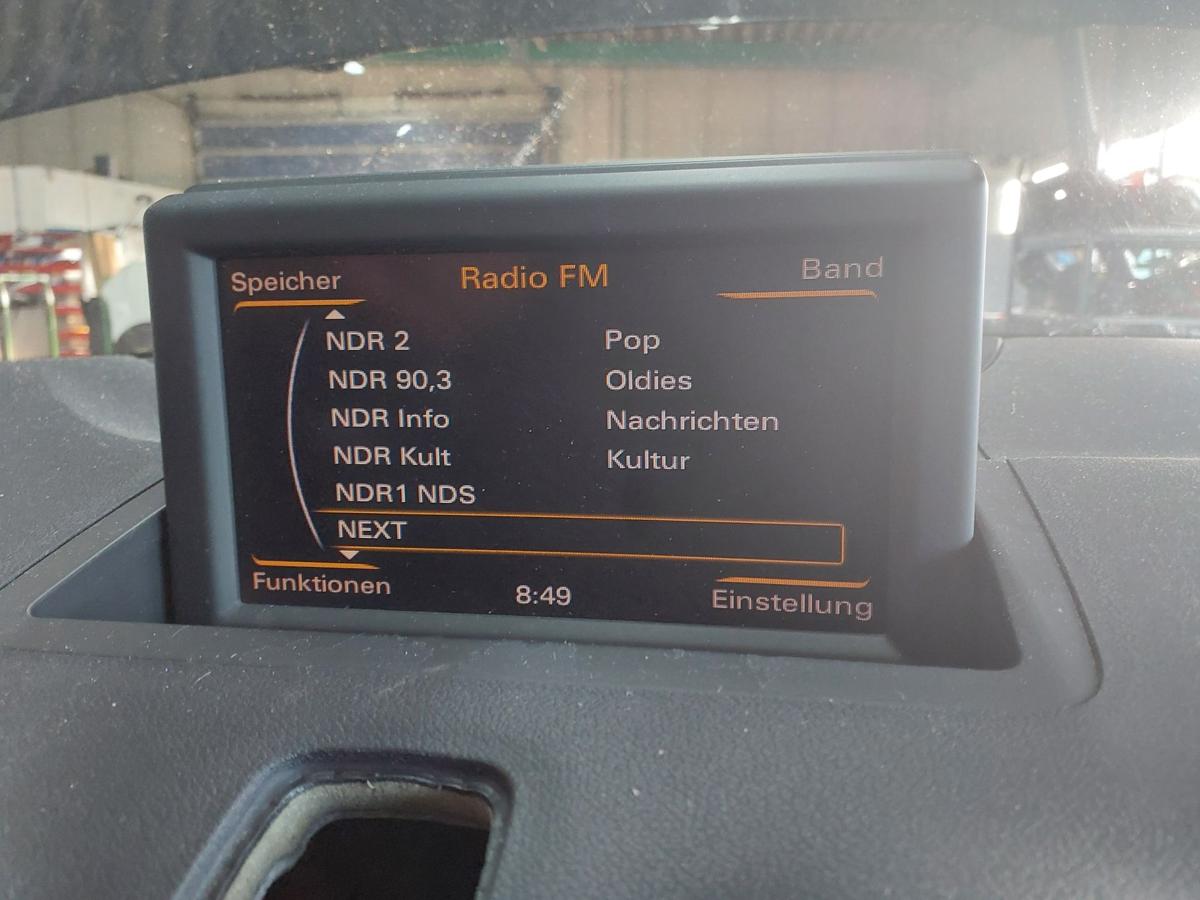 Speicher Radio FM Band
NDR 2 Pop
NDR 90,3 Oldies
NDR Info Nachrichten
NDR Kult Kultur
NDR1 NDS
NEXT
Funktionen 8:49 Einstellung